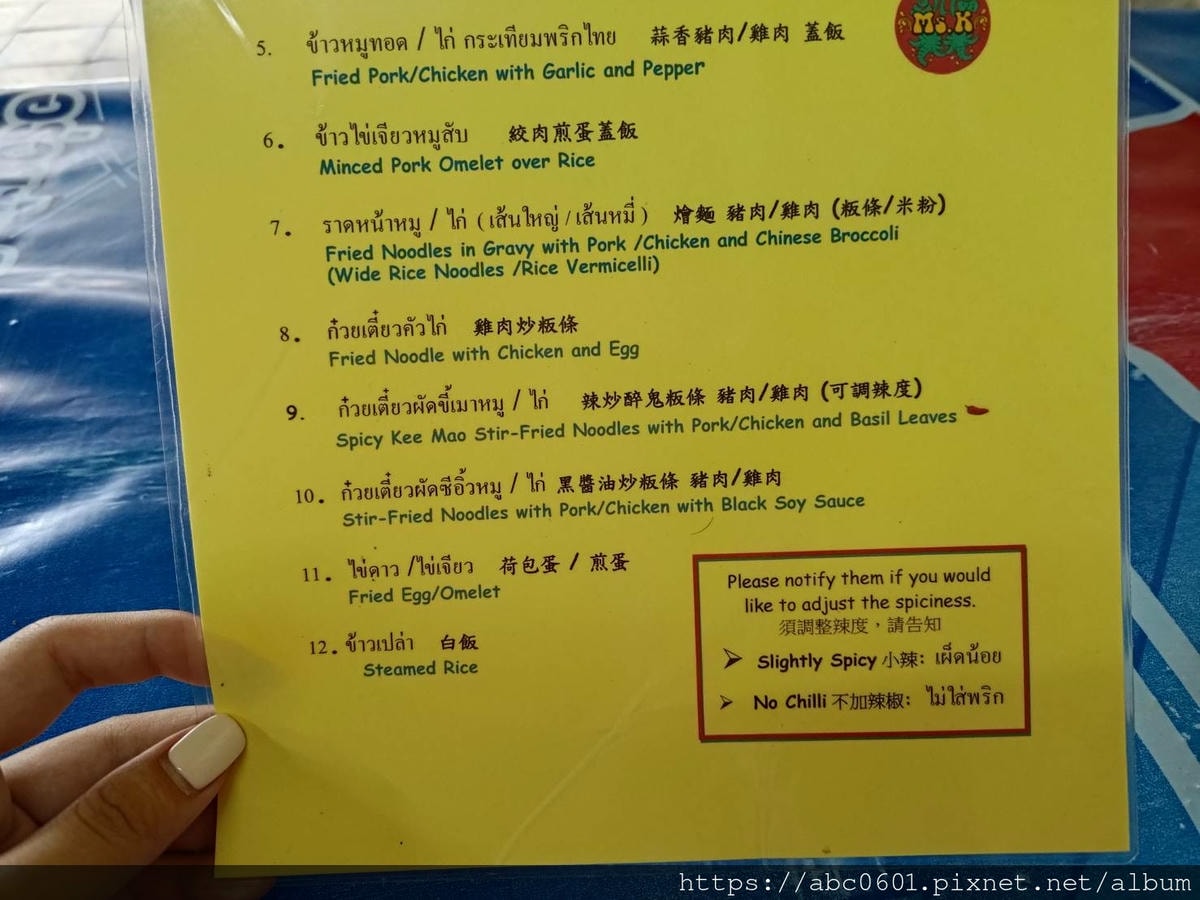 Ms.K
5. ข้าวหมูทอด / ไก่ กระเทียมพริกไทย 蒜香豬肉/雞肉 蓋飯
Fried Pork/Chicken with Garlic and Pepper
6. ข้าวไข่เจียวหมูสับ 絞肉煎蛋蓋飯
Minced Pork Omelet over Rice
7. ราดหน้าหมู / ไก่ ( เส้นใหญ่ / เส้นหมี่ ) 燴麵 豬肉/雞肉 (粄條/米粉)
Fried Noodles in Gravy with Pork /Chicken and Chinese Broccoli
(Wide Rice Noodles /Rice Vermicelli)
8. ก๋วยเตี๋ยวคัวไก่ 雞肉炒粄條
Fried Noodle with Chicken and Egg
9. ก๋วยเตี๋ยวผัดขี้เมาหมู / ไก่ 辣炒醉鬼粄條 豬肉/雞肉 (可調辣度)
Spicy Kee Mao Stir-Fried Noodles with Pork/Chicken and Basil Leaves
10. ก๋วยเตี๋ยวผัดซีอิ้วหมู / ไก่ 黑醬油炒粄條 豬肉/雞肉
Stir-Fried Noodles with Pork/Chicken with Black Soy Sauce
11. ไข่ดาว /ไข่เจียว 荷包蛋 / 煎蛋
Fried Egg/Omelet
12. ข้าวเปล่า 白飯
Steamed Rice
Please notify them if you would
like to adjust the spiciness.
須調整辣度，請告知
Slightly Spicy 小辣: เผ็ดน้อย
No Chilli 不加辣椒: ไม่ใส่พริก
https://abc0601.pixnet.net/album